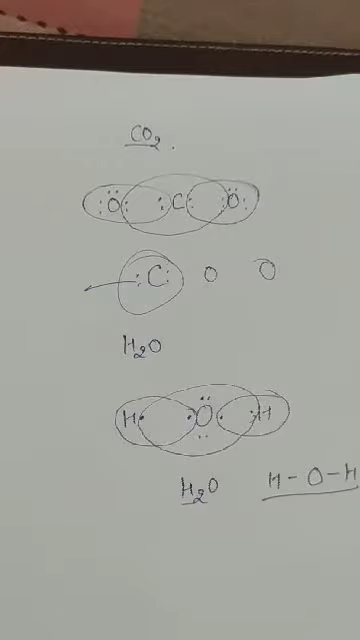 CO₂.
:Ö: :C: :Ö:
:C: O O
H₂O
H· ·Ö· ·H
H₂O H-O-H